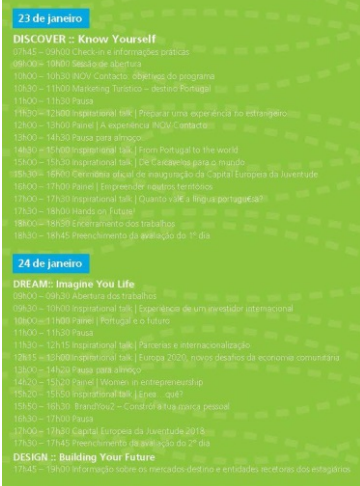 23 de janeiro
DISCOVER :: Know Yourself
07h45 – 09h00 Check-in e informações práticas
09h00 – 10h00 Sessão de abertura
10h00 – 10h30 INOV Contacto: objetivos do programa
10h30 – 11h00 Marketing Turístico – destino Portugal
11h00 – 11h30 Pausa
11h30 – 12h00 Inspirational talk | Preparar uma experiência no estrangeiro
12h00 – 13h00 Painel | A experiência INOV Contacto
13h00 – 14h30 Pausa para almoço
14h30 – 15h00 Inspirational talk | From Portugal to the world
15h00 – 15h30 Inspirational talk | De Cascavelos para o mundo
15h30 – 16h00 Cerimónia oficial de inauguração da Capital Europeia da Juventude
16h00 – 17h00 Painel | Empreender noutros territórios
17h00 – 17h30 Inspirational talk | Quanto vale a língua portuguesa?
17h30 – 18h00 Hands on Future!
18h00 – 18h30 Encerramento dos trabalhos
18h30 – 18h45 Preenchimento da avaliação do 1º dia
24 de janeiro
DREAM:: Imagine You Life
09h00 – 09h30 Abertura dos trabalhos
09h30 – 10h00 Inspirational talk | Experiência de um investidor internacional
10h00 – 11h00 Painel | Portugal e o futuro
11h00 – 11h30 Pausa
11h30 – 12h15 Inspirational talk | Parcerias e internacionalização
12h15 – 13h00 Inspirational talk | Europa 2020, novos desafios da economia comunitária
13h00 – 14h20 Pausa para almoço
14h20 – 15h20 Painel | Women in entrepreneurship
15h20 – 15h50 Inspirational talk | E se... quê?
15h50 – 16h30 BrandYou2 – Constrói a tua marca pessoal
16h30 – 17h00 Pausa
17h00 – 17h30 Capital Europeia da Juventude 2018
17h30 – 17h45 Preenchimento da avaliação do 2º dia
DESIGN :: Building Your Future
17h45 – 19h00 Informação sobre os mercados-destino e entidades recetoras dos estagiários